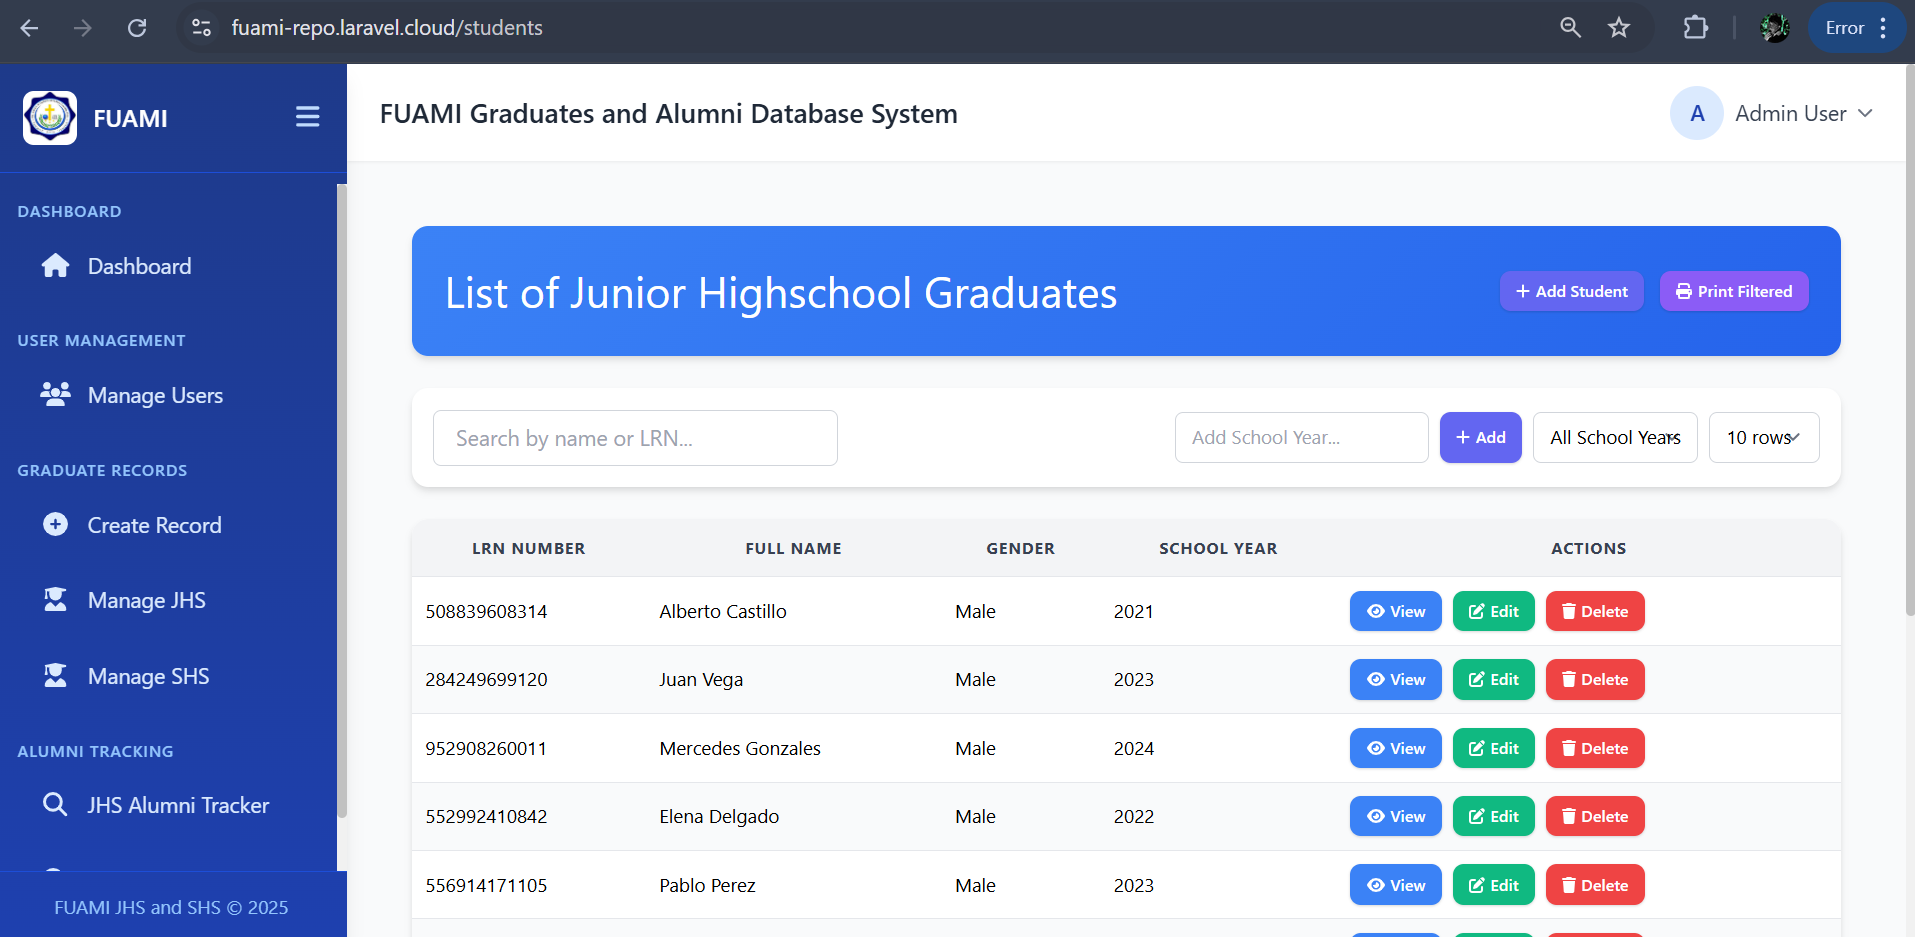 fuami-repo.laravel.cloud/students
Error
FUAMI
FUAMI Graduates and Alumni Database System
A
Admin User
DASHBOARD
Dashboard
USER MANAGEMENT
Manage Users
GRADUATE RECORDS
Create Record
Manage JHS
Manage SHS
ALUMNI TRACKING
JHS Alumni Tracker
FUAMI JHS and SHS © 2025
List of Junior Highschool Graduates
Add Student
Print Filtered
Search by name or LRN...
Add School Year...
+ Add
All School Years
10 rows
LRN NUMBER FULL NAME GENDER SCHOOL YEAR ACTIONS
508839608314 Alberto Castillo Male 2021 View Edit Delete
284249699120 Juan Vega Male 2023 View Edit Delete
952908260011 Mercedes Gonzales Male 2024 View Edit Delete
552992410842 Elena Delgado Male 2022 View Edit Delete
556914171105 Pablo Perez Male 2023 View Edit Delete